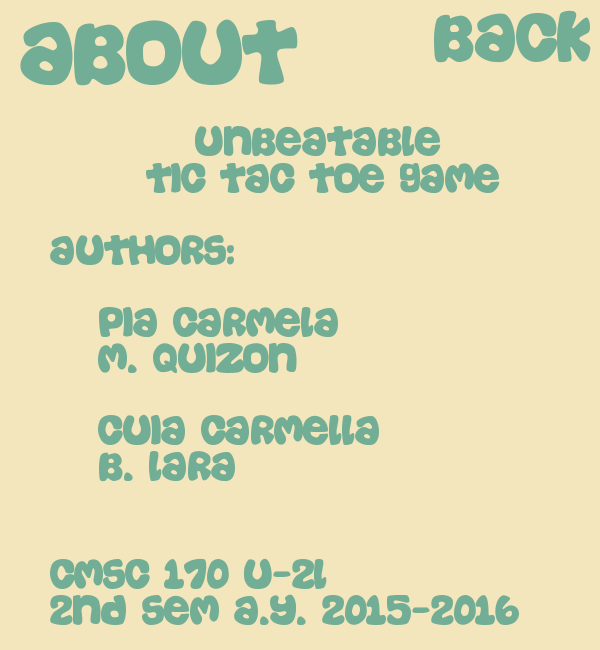 ABOUT
BACK
UNBEATABLE
TIC TAC TOE GAME
AUTHORS:
PIA CARMELA
M. QUIZON
CUIA CARMELLA
B. LARA
CMSC 170 U-2L
2nd sem a.y. 2015-2016